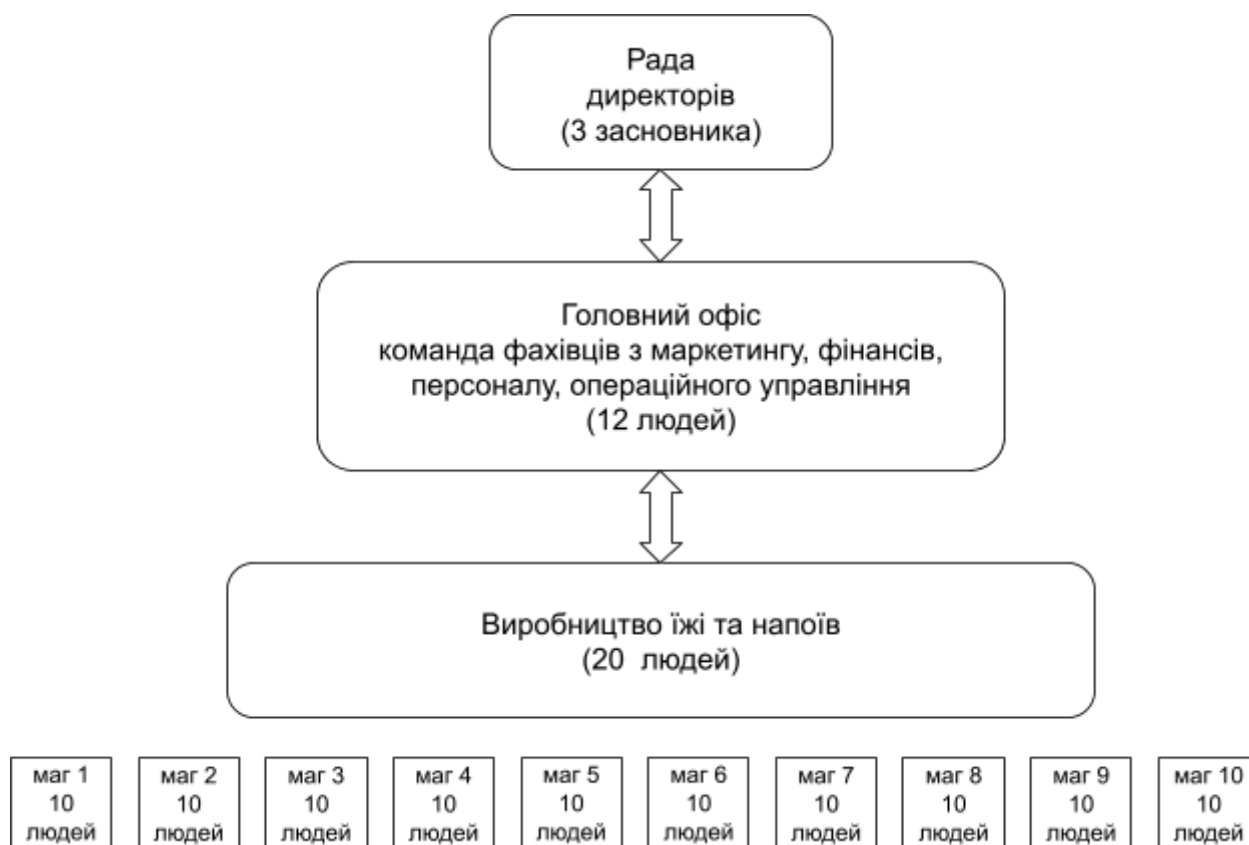 Рада
директорів
(3 засновника)
Головний офіс
команда фахівців з маркетингу, фінансів,
персоналу, операційного управління
(12 людей)
Виробництво їжі та напоїв
(20 людей)
маг 1
10
людей
маг 2
10
людей
маг 3
10
людей
маг 4
10
людей
маг 5
10
людей
маг 6
10
людей
маг 7
10
людей
маг 8
10
людей
маг 9
10
людей
маг 10
10
людей